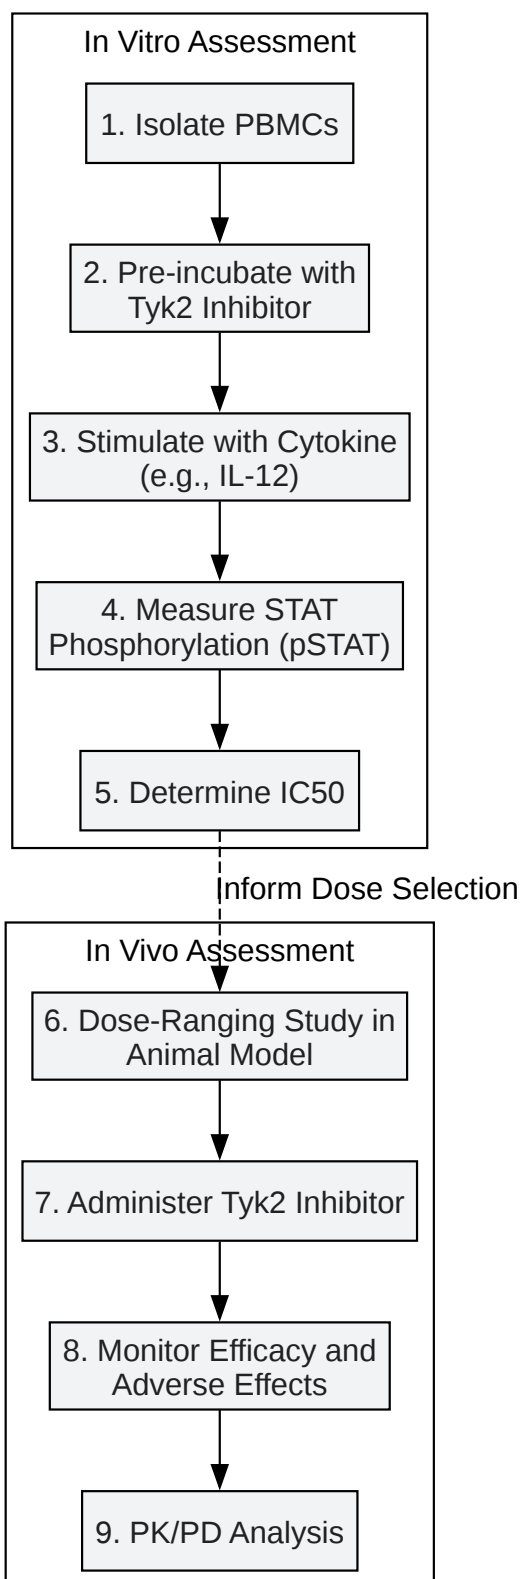 In Vitro Assessment
1. Isolate PBMCs
2. Pre-incubate with
Tyk2 Inhibitor
3. Stimulate with Cytokine
(e.g., IL-12)
4. Measure STAT
Phosphorylation (pSTAT)
5. Determine IC50
Inform Dose Selection
In Vivo Assessment
6. Dose-Ranging Study in
Animal Model
7. Administer Tyk2 Inhibitor
8. Monitor Efficacy and
Adverse Effects
9. PK/PD Analysis